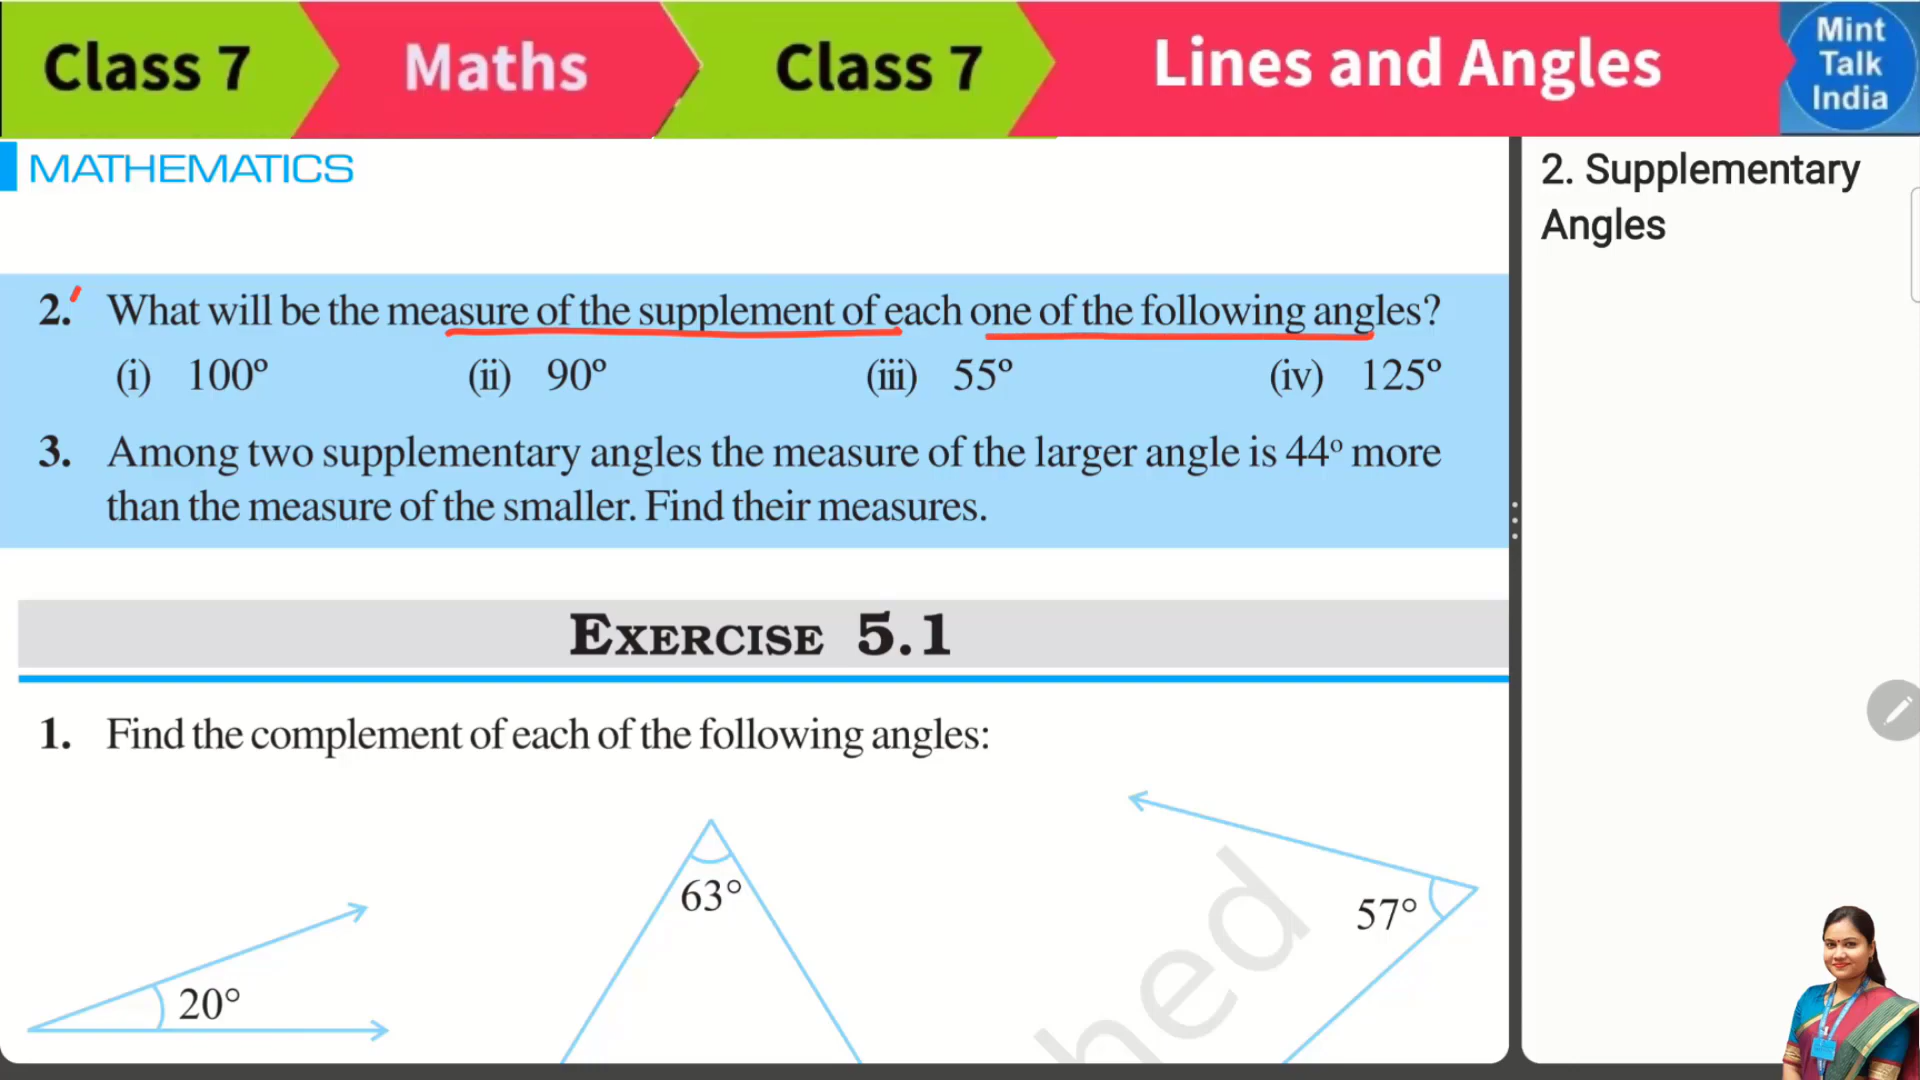 Class 7 Maths Class 7 Lines and Angles
Mint
Talk
India
MATHEMATICS
2. Supplementary
Angles
2. What will be the measure of the supplement of each one of the following angles?
(i) 100º (ii) 90º (iii) 55º (iv) 125º
3. Among two supplementary angles the measure of the larger angle is 44º more
than the measure of the smaller. Find their measures.
EXERCISE 5.1
1. Find the complement of each of the following angles:
63°
57°
20°
hed